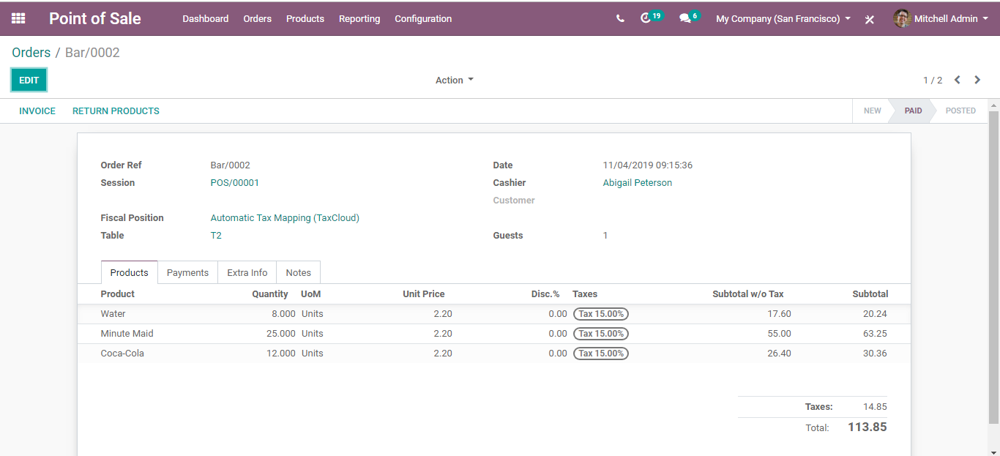 Point of Sale Dashboard Orders Products Reporting Configuration 19 6 My Company (San Francisco) Mitchell Admin
Orders / Bar/0002
EDIT Action 1 / 2
INVOICE RETURN PRODUCTS NEW PAID POSTED
Order Ref Bar/0002 Date 11/04/2019 09:15:36
Session POS/00001 Cashier Abigail Peterson
Customer
Fiscal Position Automatic Tax Mapping (TaxCloud)
Table T2 Guests 1
Products Payments Extra Info Notes
Product Quantity UoM Unit Price Disc.% Taxes Subtotal w/o Tax Subtotal
Water 8.000 Units 2.20 0.00 Tax 15.00% 17.60 20.24
Minute Maid 25.000 Units 2.20 0.00 Tax 15.00% 55.00 63.25
Coca-Cola 12.000 Units 2.20 0.00 Tax 15.00% 26.40 30.36
Taxes: 14.85
Total: 113.85